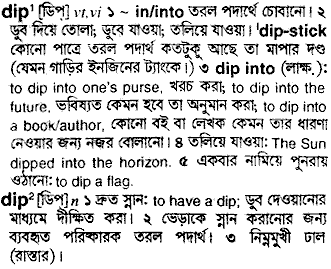 dip¹ [ডিপ্] vt,vi ১ ~ in/into তরল পদার্থে চোবানো। ২
ডুব দিয়ে তোলা; ডুবে যাওয়া; তলিয়ে যাওয়া। 'dip-stick
কোনো পাত্রে তরল পদার্থ কতটুকু আছে তা মাপার দণ্ড
(যেমন গাড়ির ইনজিনের ট্যাংকে।) ৩ dip into (লাক্ষ.):
to dip into one's purse, খরচ করা; to dip into the
future, ভবিষ্যত কেমন হবে তা অনুমান করা; to dip into
a book/author, কোনো বই বা লেখক কেমন তার ধারণা
নেওয়ার জন্য নজর বোলানো। ৪ তলিয়ে যাওয়া: The Sun
dipped into the horizon. ৫ একবার নামিয়ে পুনরায়
ওঠানো: to dip a flag.
dip² [ডিপ্] n ১ দ্রুত স্নান: to have a dip; ডুব দেওয়ানোর
মাধ্যমে দীক্ষিত করা। ২ ভেড়াকে স্নান করানোর জন্য
ব্যবহৃত পরিষ্কারক তরল পদার্থ। ৩ নিম্নমুখী ঢাল
(রাস্তার)।